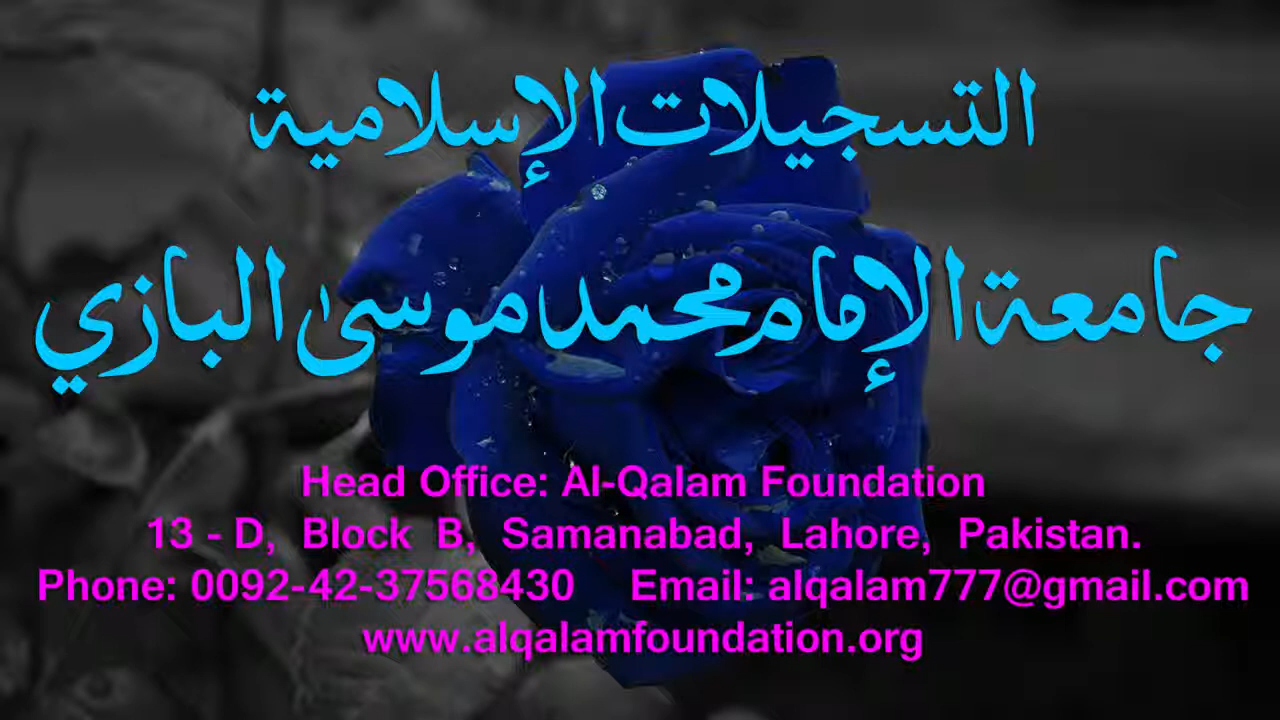 التسجيلات الإسلامية
جامعة الإمام محمد موسىٰ البازي
Head Office: Al-Qalam Foundation
13 - D, Block B, Samanabad, Lahore, Pakistan.
Phone: 0092-42-37568430 Email: alqalam777@gmail.com
www.alqalamfoundation.org